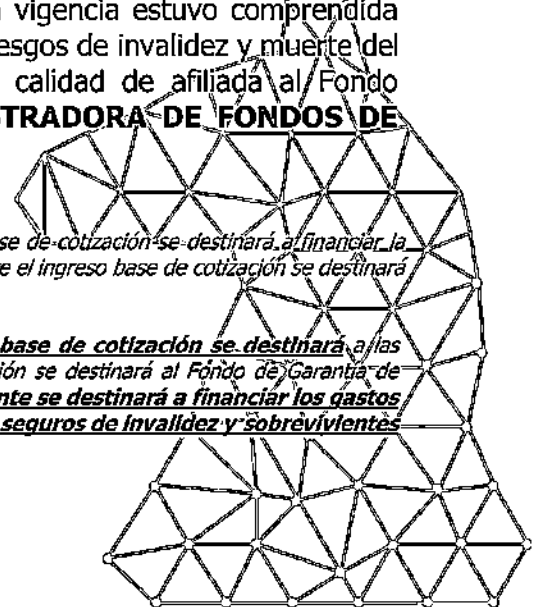 vigencia estuvo comprendida
esgos de invalidez y muerte del
calidad de afiliada al Fondo
TRADORA DE FONDOS DE
se de cotización se destinará a financiar la
e el ingreso base de cotización se destinará
base de cotización se destinará a las
ión se destinará al Fondo de Garantía de
nte se destinará a financiar los gastos
seguros de invalidez y sobrevivientes